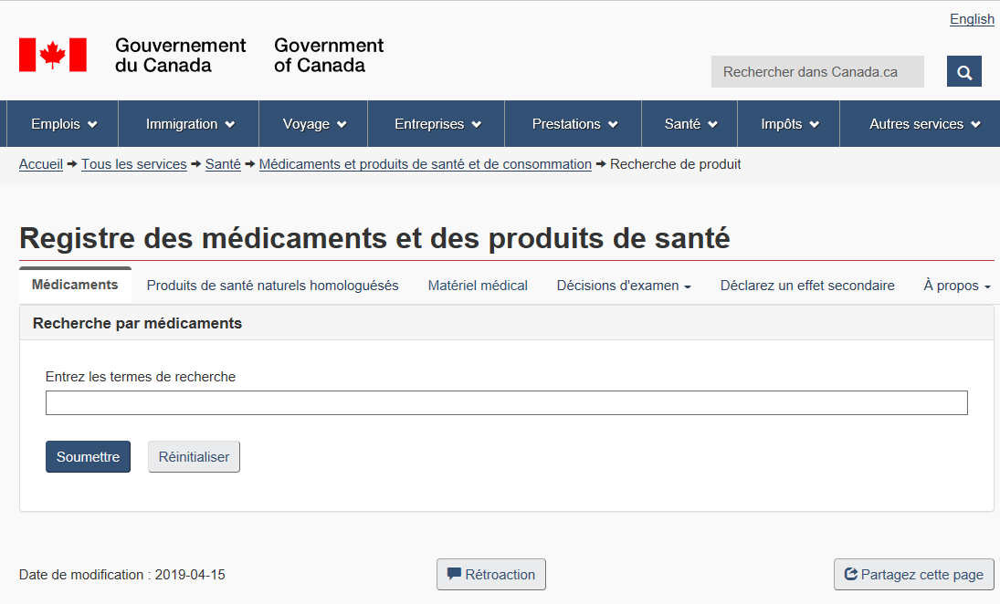 English
Gouvernement du Canada
Government of Canada
Rechercher dans Canada.ca
Emplois Immigration Voyage Entreprises Prestations Santé Impôts Autres services
Accueil ➔ Tous les services ➔ Santé ➔ Médicaments et produits de santé et de consommation ➔ Recherche de produit
Registre des médicaments et des produits de santé
Médicaments Produits de santé naturels homologuésés Matériel médical Décisions d'examen Déclarez un effet secondaire À propos
Recherche par médicaments
Entrez les termes de recherche
Soumettre Réinitialiser
Date de modification : 2019-04-15 Rétroaction Partagez cette page